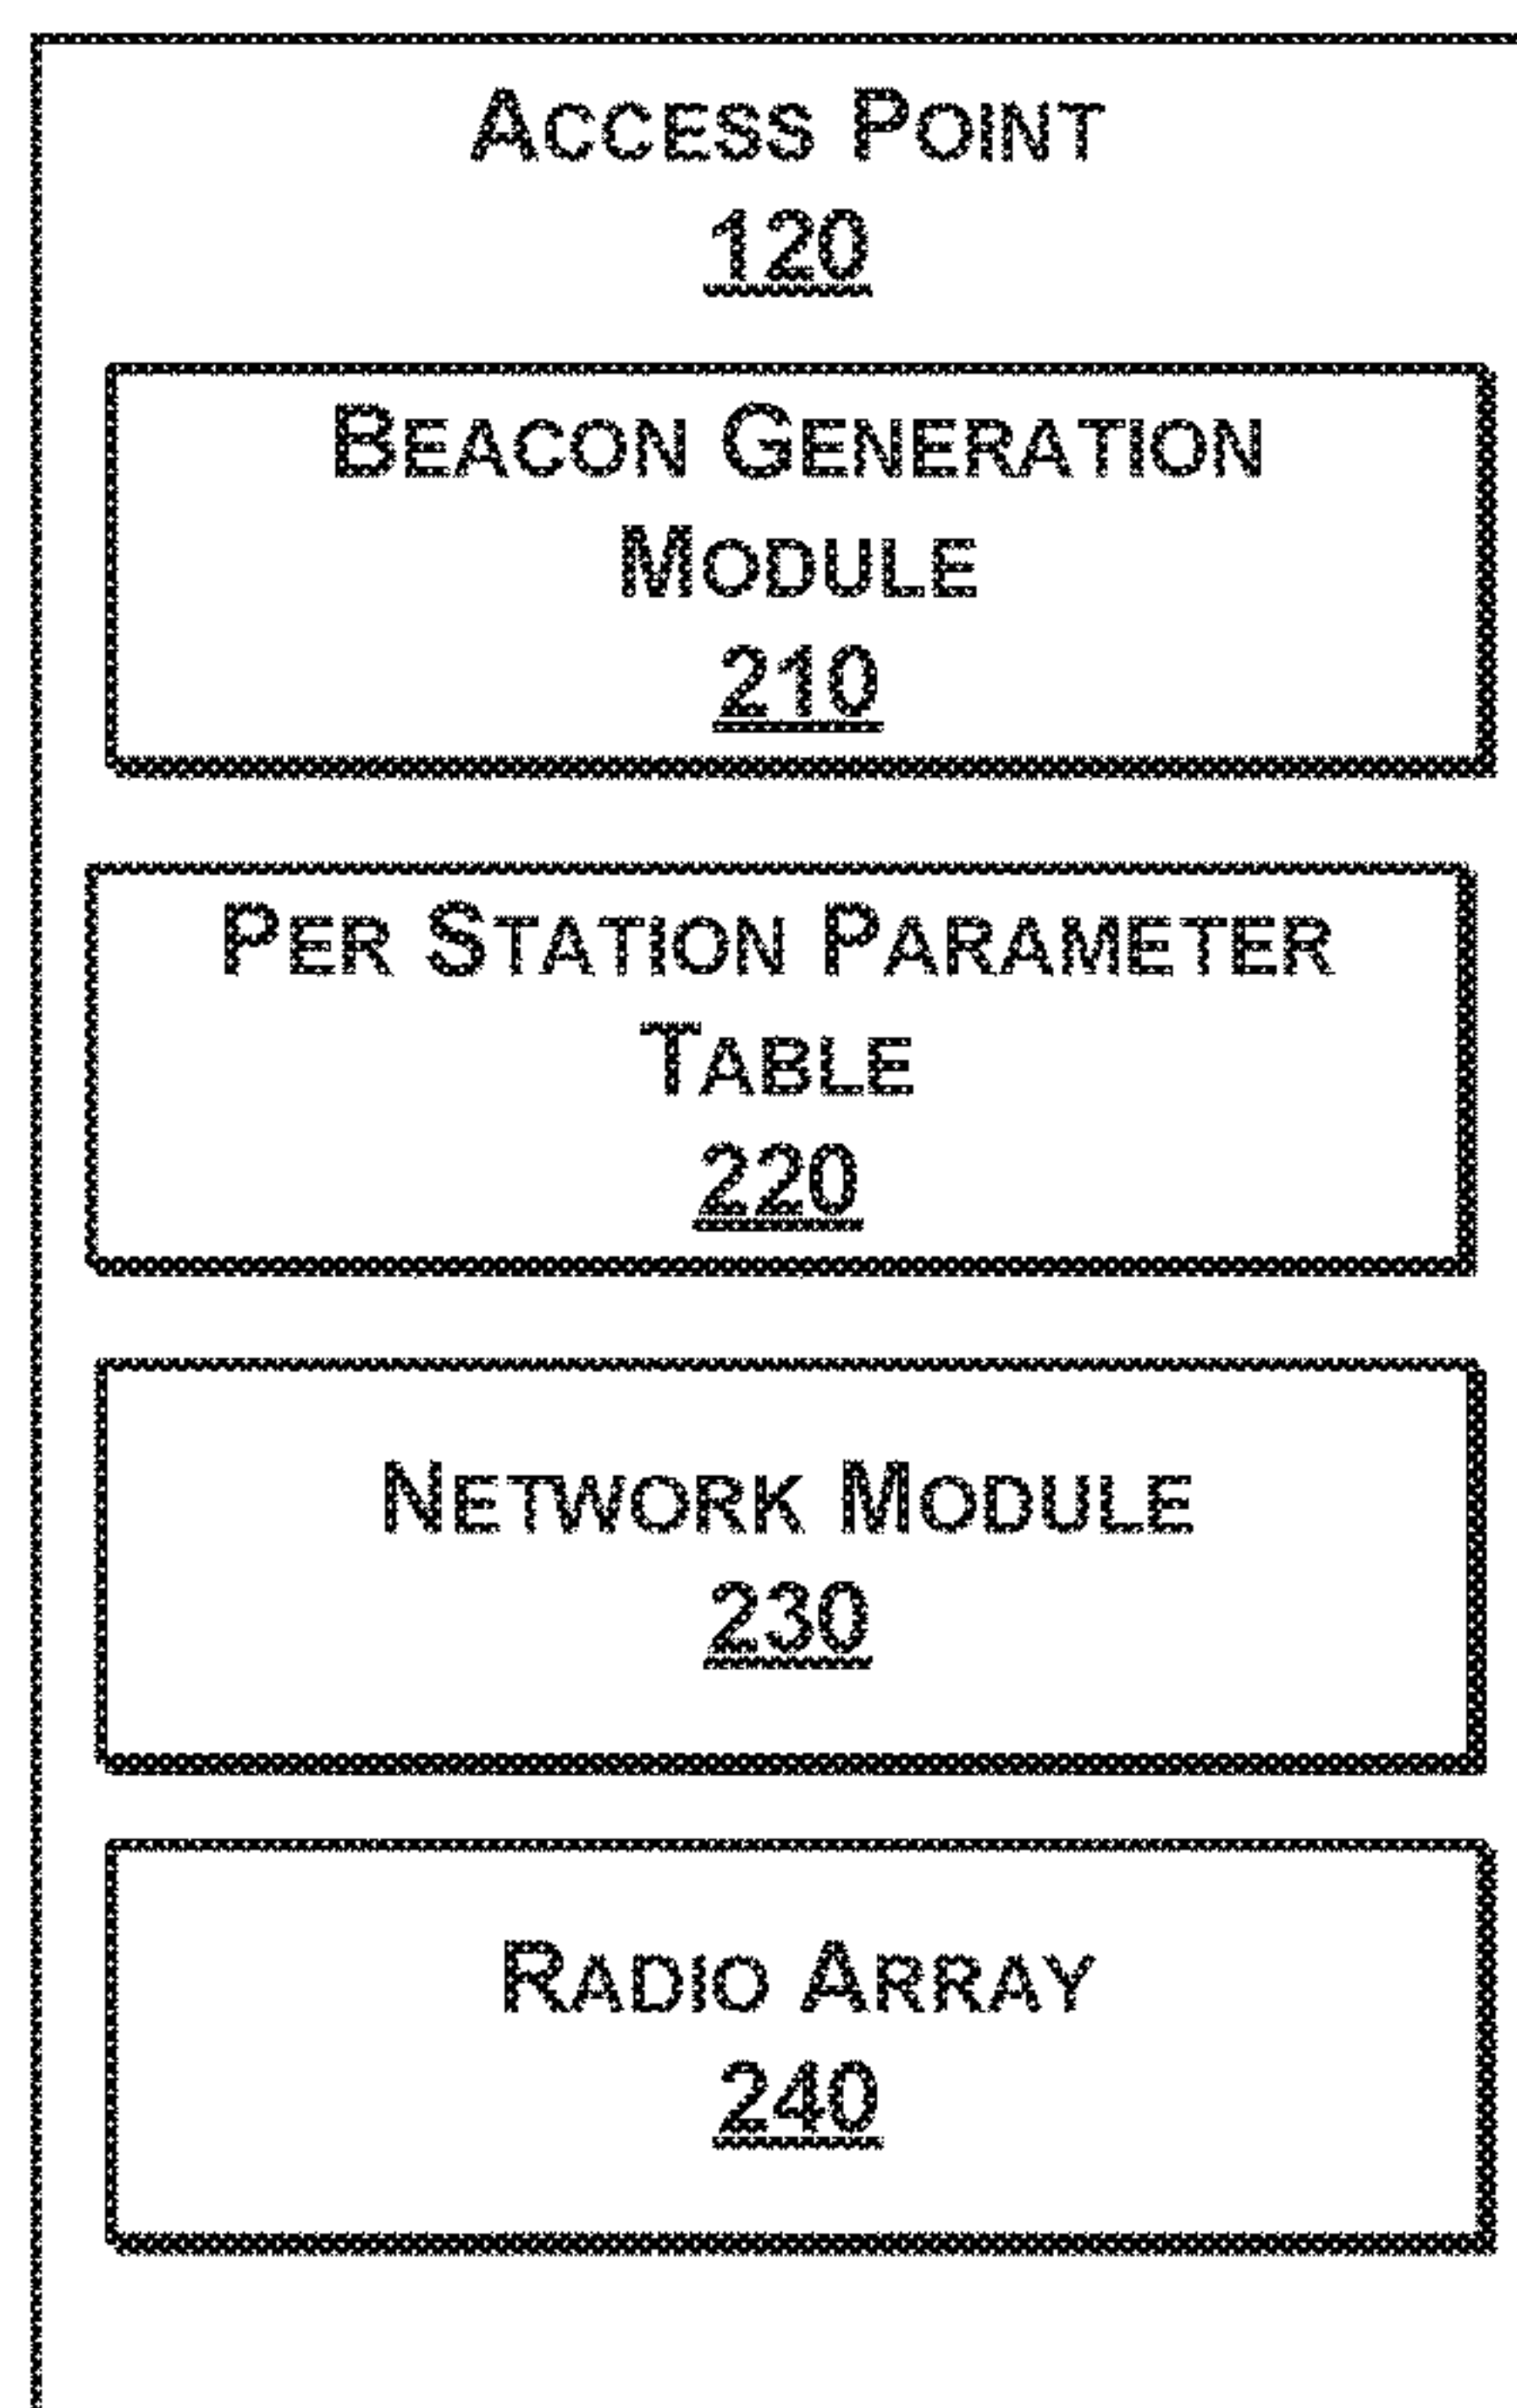 ACCESS POINT
120
BEACON GENERATION
MODULE
210
PER STATION PARAMETER
TABLE
220
NETWORK MODULE
230
RADIO ARRAY
240